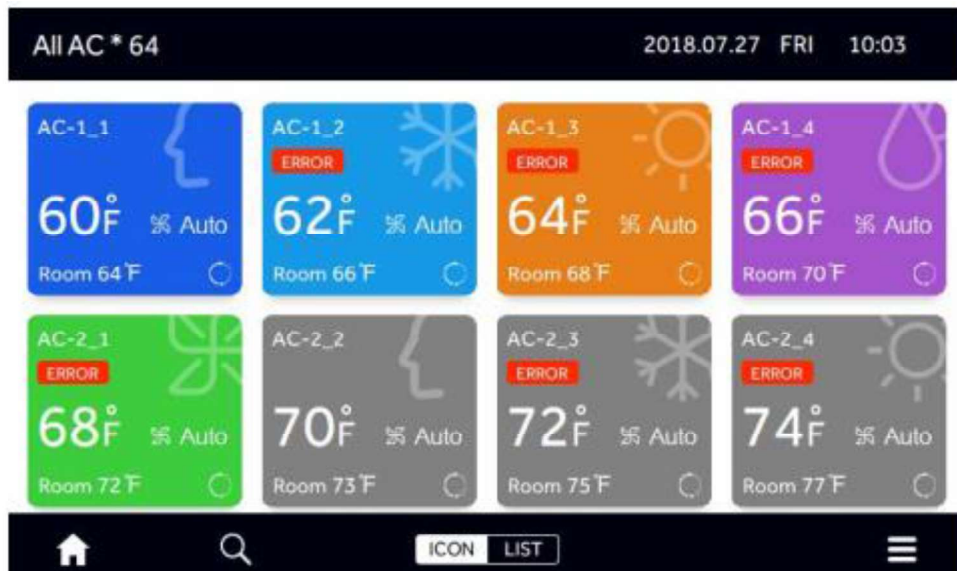 All AC * 64 2018.07.27 FRI 10:03
AC-1_1
60°F Auto
Room 64°F
AC-1_2
ERROR
62°F Auto
Room 66°F
AC-1_3
ERROR
64°F Auto
Room 68°F
AC-1_4
ERROR
66°F Auto
Room 70°F
AC-2_1
ERROR
68°F Auto
Room 72°F
AC-2_2
70°F Auto
Room 73°F
AC-2_3
ERROR
72°F Auto
Room 75°F
AC-2_4
ERROR
74°F Auto
Room 77°F
ICON LIST